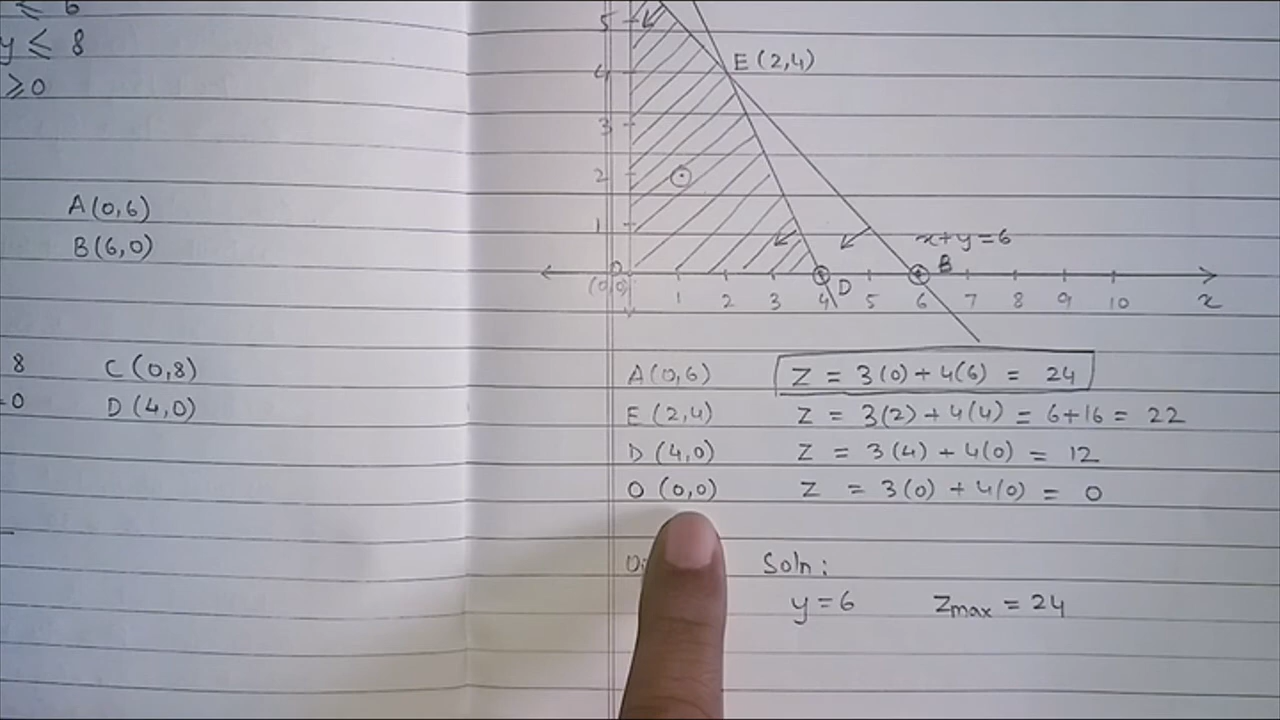 ≤ 6
y ≤ 8
≥0
A(0,6)
B(6,0)
8 C(0,8)
0 D(4,0)
5
4 E(2,4)
3
2
1
x+y=6
B
(0,0) 1 2 3 4 D 5 6 7 8 9 10 x
A(0,6) Z = 3(0) + 4(6) = 24
E(2,4) Z = 3(2) + 4(4) = 6+16 = 22
D(4,0) Z = 3(4) + 4(0) = 12
O(0,0) Z = 3(0) + 4(0) = 0
Soln:
y=6 Zmax = 24